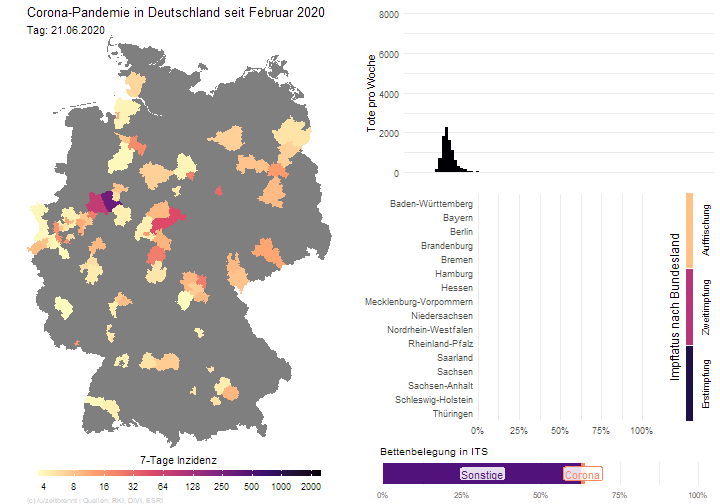 Corona-Pandemie in Deutschland seit Februar 2020
Tag: 21.06.2020
7-Tage Inzidenz
4 8 16 32 64 128 256 500 1000 2000
(c) /u/zeitbremt | Quellen: RKI, DIVI, ESRI
Tote pro Woche
8000
6000
4000
2000
0
Baden-Württemberg
Bayern
Berlin
Brandenburg
Bremen
Hamburg
Hessen
Mecklenburg-Vorpommern
Niedersachsen
Nordrhein-Westfalen
Rheinland-Pfalz
Saarland
Sachsen
Sachsen-Anhalt
Schleswig-Holstein
Thüringen
0% 25% 50% 75% 100%
Impfstatus nach Bundesland
Auffrischung
Zweitimpfung
Erstimpfung
Bettenbelegung in ITS
Sonstige
Corona
0% 25% 50% 75% 100%